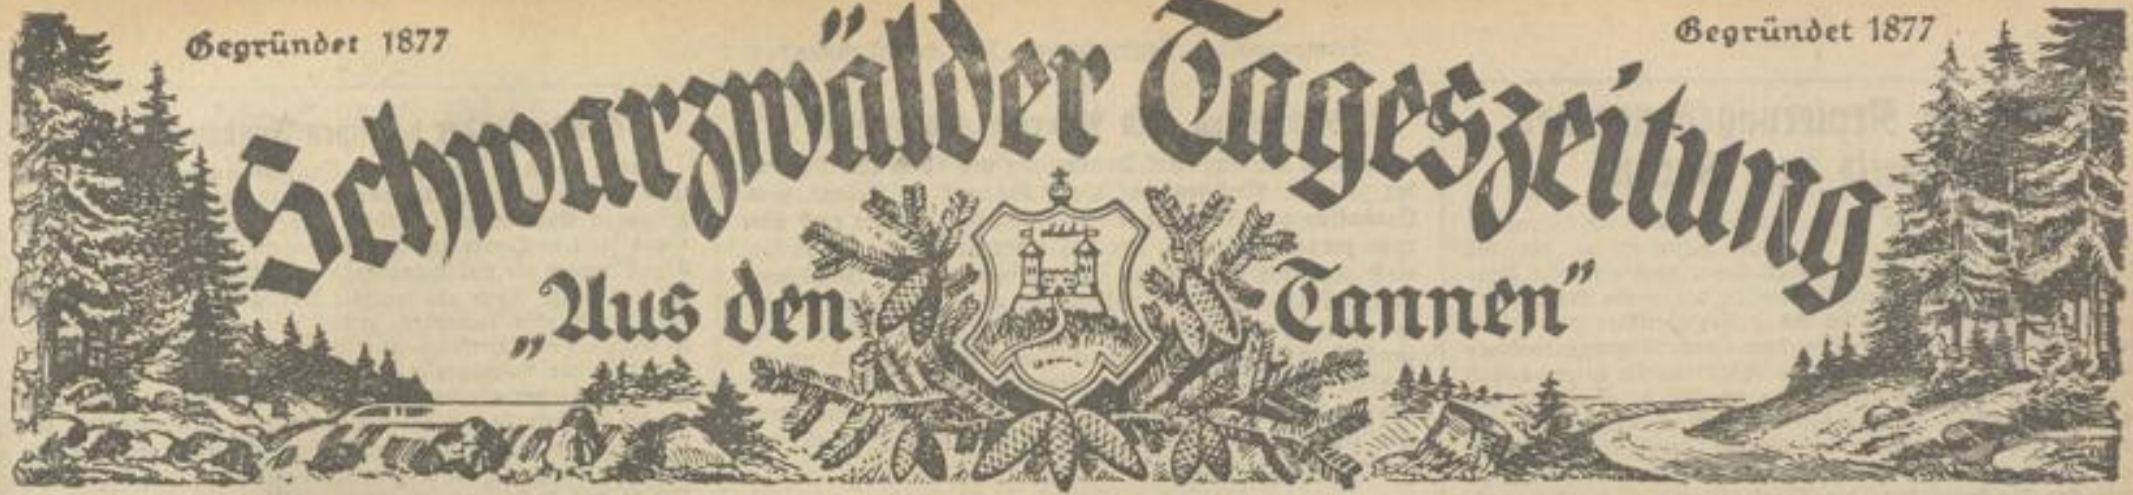 Gegründet 1877
Gegründet 1877
Schwarzwälder Tageszeitung
„Aus den Tannen"